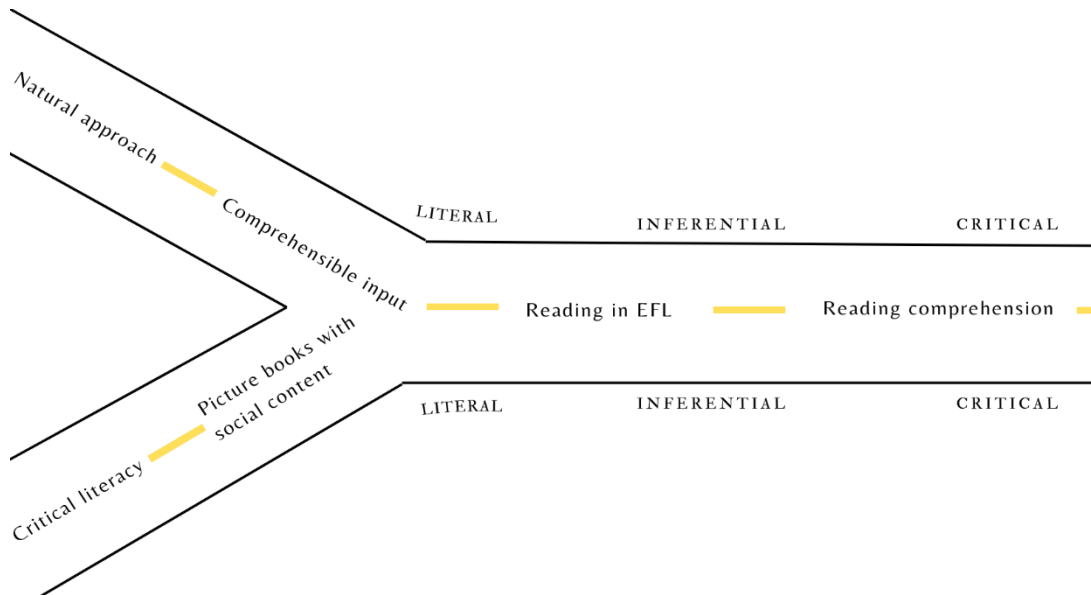 Natural approach
Comprehensible input
Critical literacy
Picture books with
social content
LITERAL
INFERENTIAL
CRITICAL
Reading in EFL
Reading comprehension
LITERAL
INFERENTIAL
CRITICAL